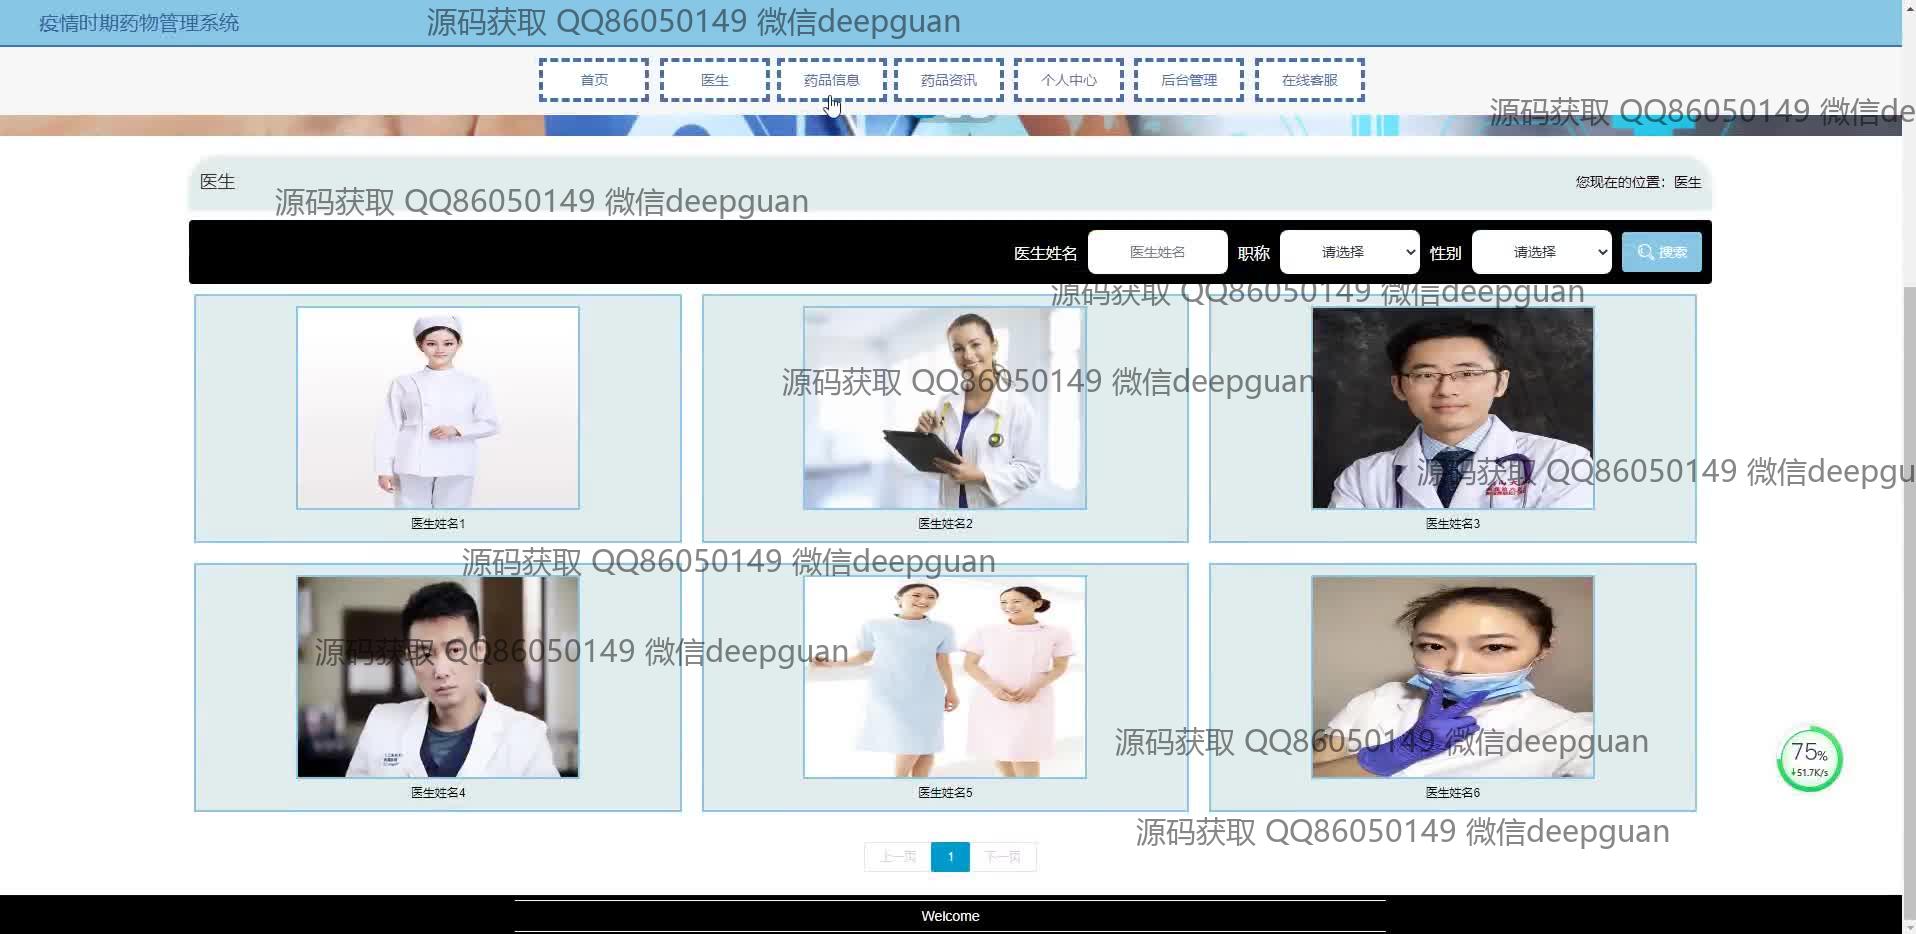 疫情时期药物管理系统
源码获取 QQ86050149 微信deepguan
首页 医生 药品信息 药品资讯 个人中心 后台管理 在线客服
源码获取 QQ86050149 微信de
医生
您现在的位置：医生
源码获取 QQ86050149 微信deepguan
医生姓名 医生姓名 职称 请选择 性别 请选择 搜索
源码获取 QQ86050149 微信deepguan
源码获取 QQ86050149 微信deepguan
源码获取 QQ86050149 微信deepgu
医生姓名1 医生姓名2 医生姓名3
源码获取 QQ86050149 微信deepguan
源码获取 QQ86050149 微信deepguan
源码获取 QQ86050149 微信deepguan
75%
↓51.7K/s
医生姓名4 医生姓名5 医生姓名6
源码获取 QQ86050149 微信deepguan
上一页 1 下一页
Welcome